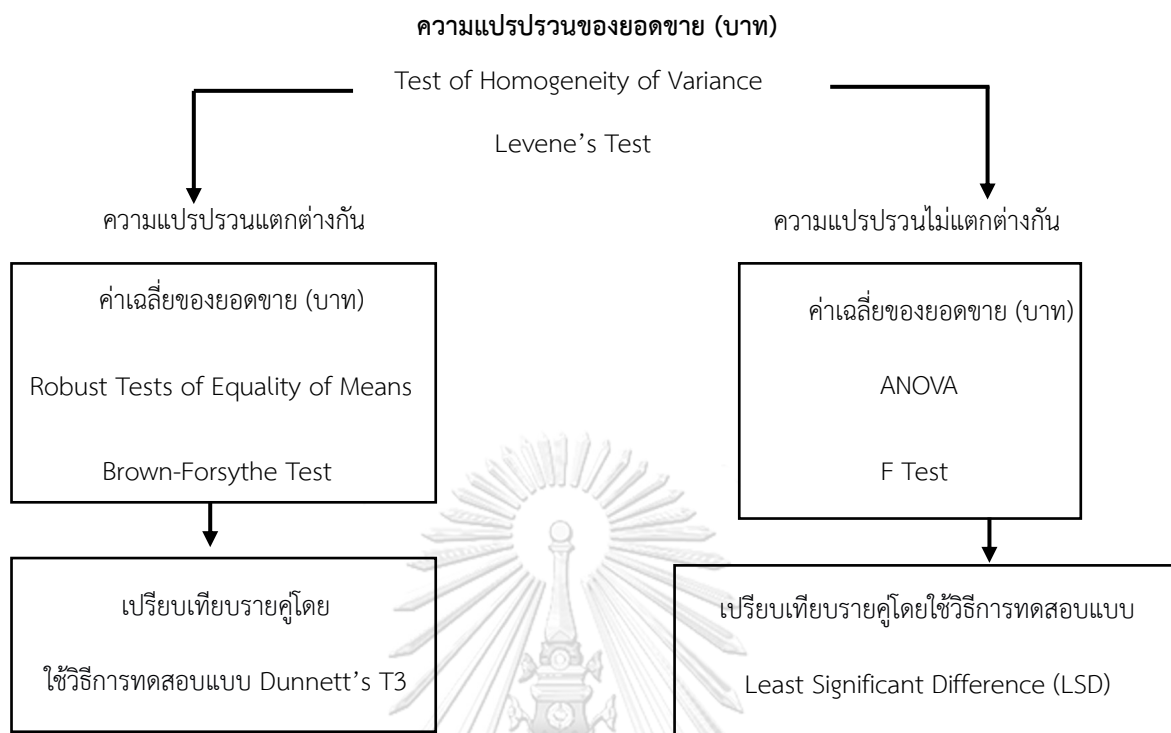 ความแปรปรวนของยอดขาย (บาท)
Test of Homogeneity of Variance
Levene’s Test
ความแปรปรวนแตกต่างกัน
ค่าเฉลี่ยของยอดขาย (บาท)
Robust Tests of Equality of Means
Brown-Forsythe Test
เปรียบเทียบรายคู่โดย
ใช้วิธีการทดสอบแบบ Dunnett’s T3
ความแปรปรวนไม่แตกต่างกัน
ค่าเฉลี่ยของยอดขาย (บาท)
ANOVA
F Test
เปรียบเทียบรายคู่โดยใช้วิธีการทดสอบแบบ
Least Significant Difference (LSD)